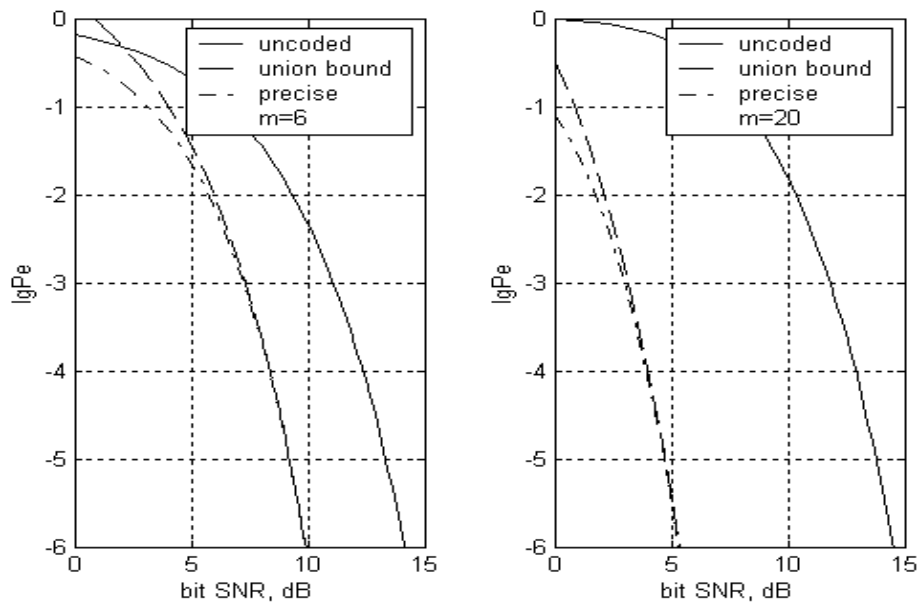 0
-1
-2
-3
-4
-5
-6
lgPe
0
5
10
15
bit SNR, dB
uncoded
union bound
precise
m=6
0
-1
-2
-3
-4
-5
-6
lgPe
0
5
10
15
bit SNR, dB
uncoded
union bound
precise
m=20